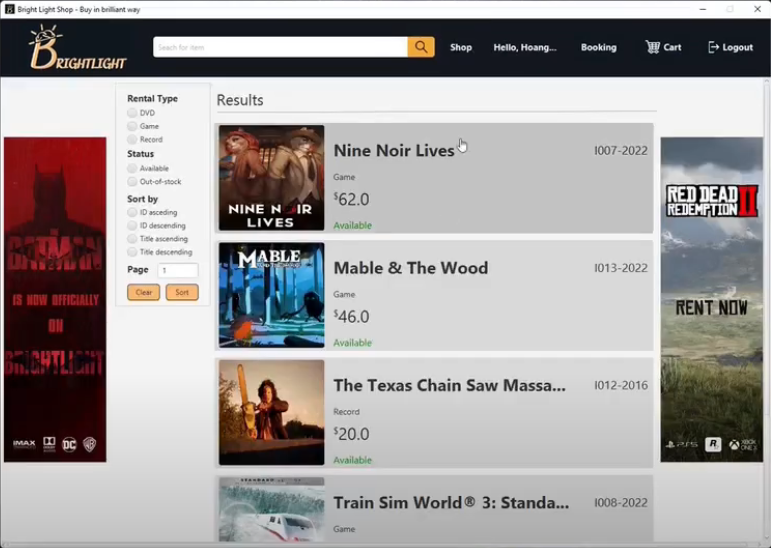 Bright Light Shop - Buy in brilliant way
BRIGHTLIGHT
Seach for item
Shop
Hello, Hoang...
Booking
Cart
Logout
Rental Type
DVD
Game
Record
Status
Available
Out-of-stock
Sort by
ID asceding
ID descending
Title ascending
Title descending
Page 1
Clear
Sort
Results
NINE NOIR
LIVES
Nine Noir Lives
I007-2022
Game
$62.0
Available
MABLE
Mable & The Wood
I013-2022
Game
$46.0
Available
The Texas Chain Saw Massa...
I012-2016
Record
$20.0
Available
Train Sim World® 3: Standa...
I008-2022
Game
BATMAN
IS NOW OFFICIALLY
ON
BRIGHTLIGHT
IMAX
DC
WB
RED DEAD
REDEMPTION II
RENT NOW
PS5
R
XBOX